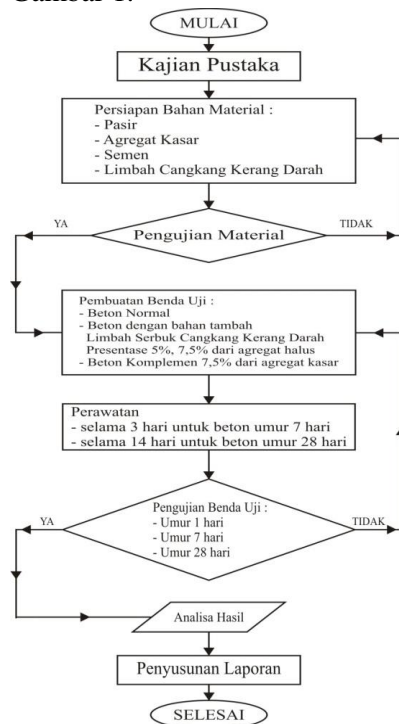 Gambar 1.
MULAI
Kajian Pustaka
Persiapan Bahan Material :
- Pasir
- Agregat Kasar
- Semen
- Limbah Cangkang Kerang Darah
YA
Pengujian Material
TIDAK
Pembuatan Benda Uji :
- Beton Normal
- Beton dengan bahan tambah
Limbah Serbuk Cangkang Kerang Darah
Presentase 5%, 7,5% dari agregat halus
- Beton Komplemen 7,5% dari agregat kasar
Perawatan
- selama 3 hari untuk beton umur 7 hari
- selama 14 hari untuk beton umur 28 hari
YA
Pengujian Benda Uji :
- Umur 1 hari
- Umur 7 hari
- Umur 28 hari
TIDAK
Analisa Hasil
Penyusunan Laporan
SELESAI